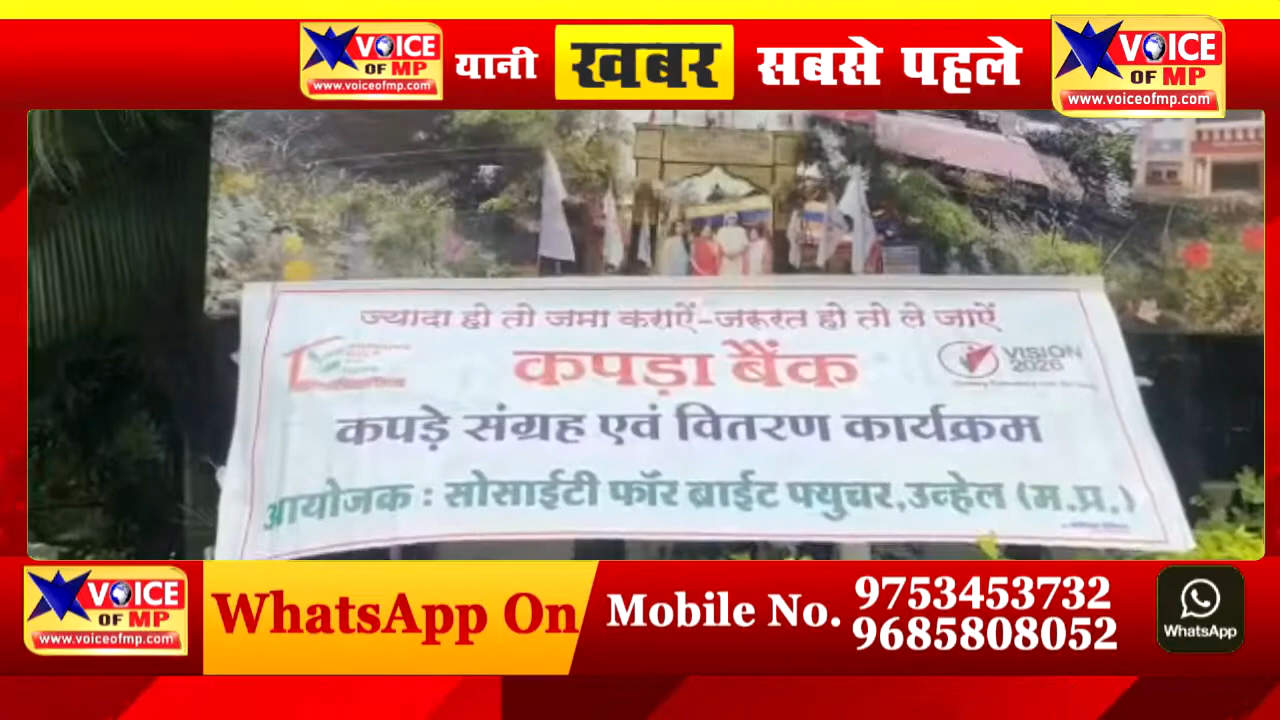 VOICE
OF MP
www.voiceofmp.com
यानी
खबर
सबसे पहले
VOICE
OF MP
www.voiceofmp.com
ज्यादा हो तो जमा कराऐं-जरूरत हो तो ले जाऐं
कपड़ा बैंक
VISION
2026
कपड़े संग्रह एवं वितरण कार्यक्रम
आयोजक : सोसाईटी फॉर ब्राईट फ्युचर,उन्हेल (म.प्र.)
VOICE
OF MP
www.voiceofmp.com
WhatsApp On
Mobile No.
9753453732
9685808052
WhatsApp